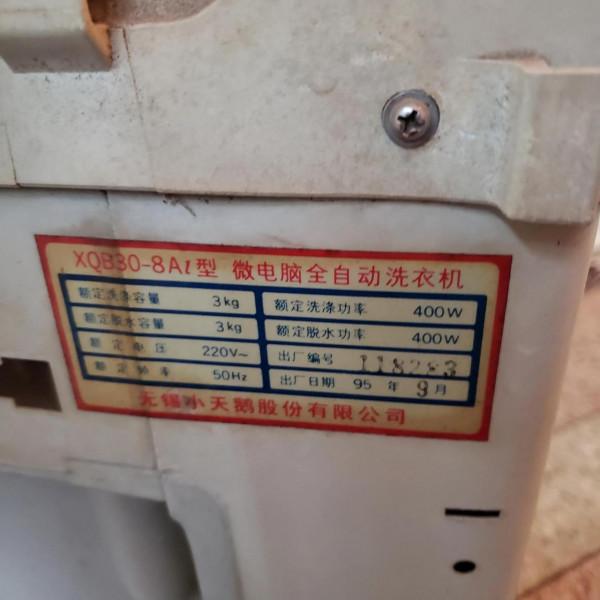 XQB30-8Al型 微电脑全自动洗衣机
额定洗涤容量 3kg 额定洗涤功率 400W
额定脱水容量 3kg 额定脱水功率 400W
额定电压 220V~ 出厂编号
额定频率 50Hz 出厂日期 95 年 9 月
无锡小天鹅股份有限公司